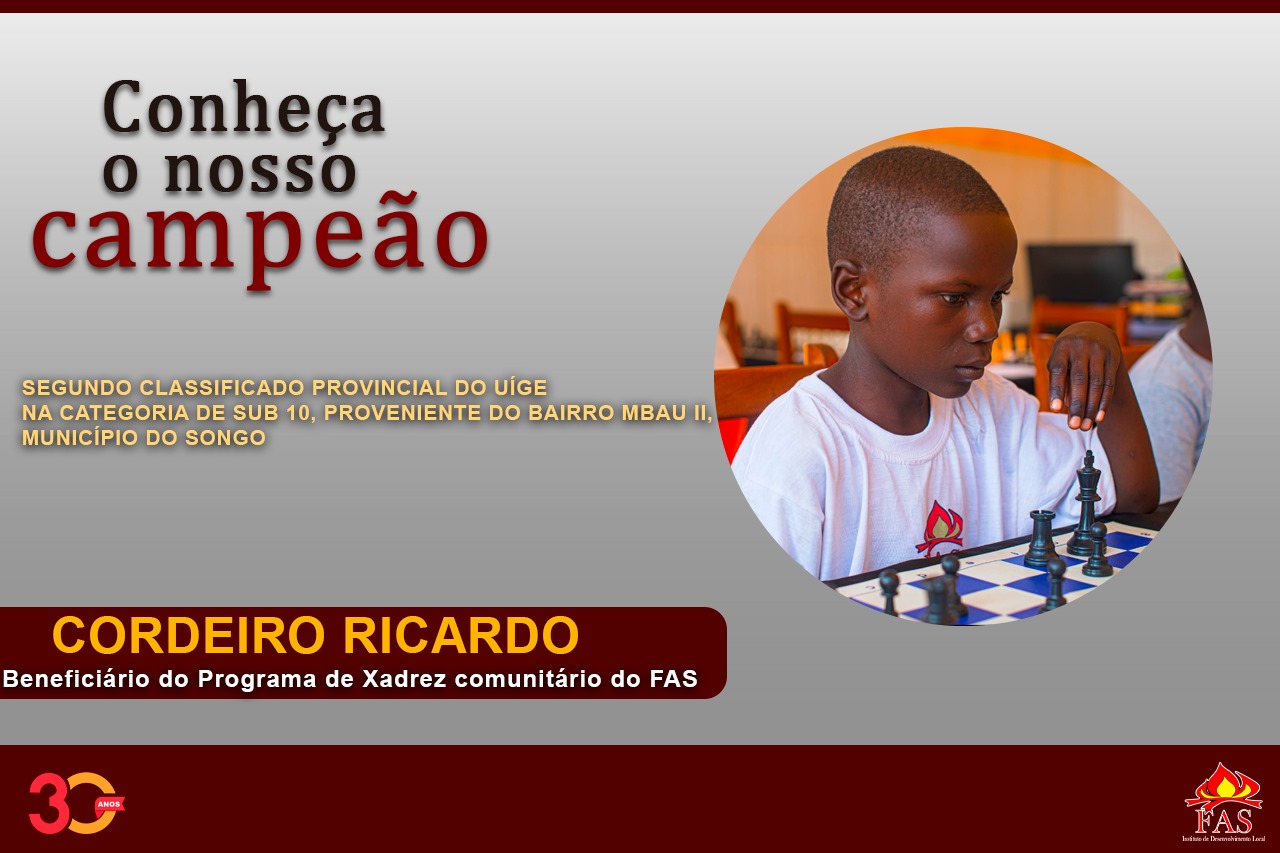 Conheça
o nosso
campeão
SEGUNDO CLASSIFICADO PROVINCIAL DO UÍGE
NA CATEGORIA DE SUB 10, PROVENIENTE DO BAIRRO MBAU II,
MUNICÍPIO DO SONGO
CORDEIRO RICARDO
Beneficiário do Programa de Xadrez comunitário do FAS
30
ANOS
FAS
Instituto de Desenvolvimento Local